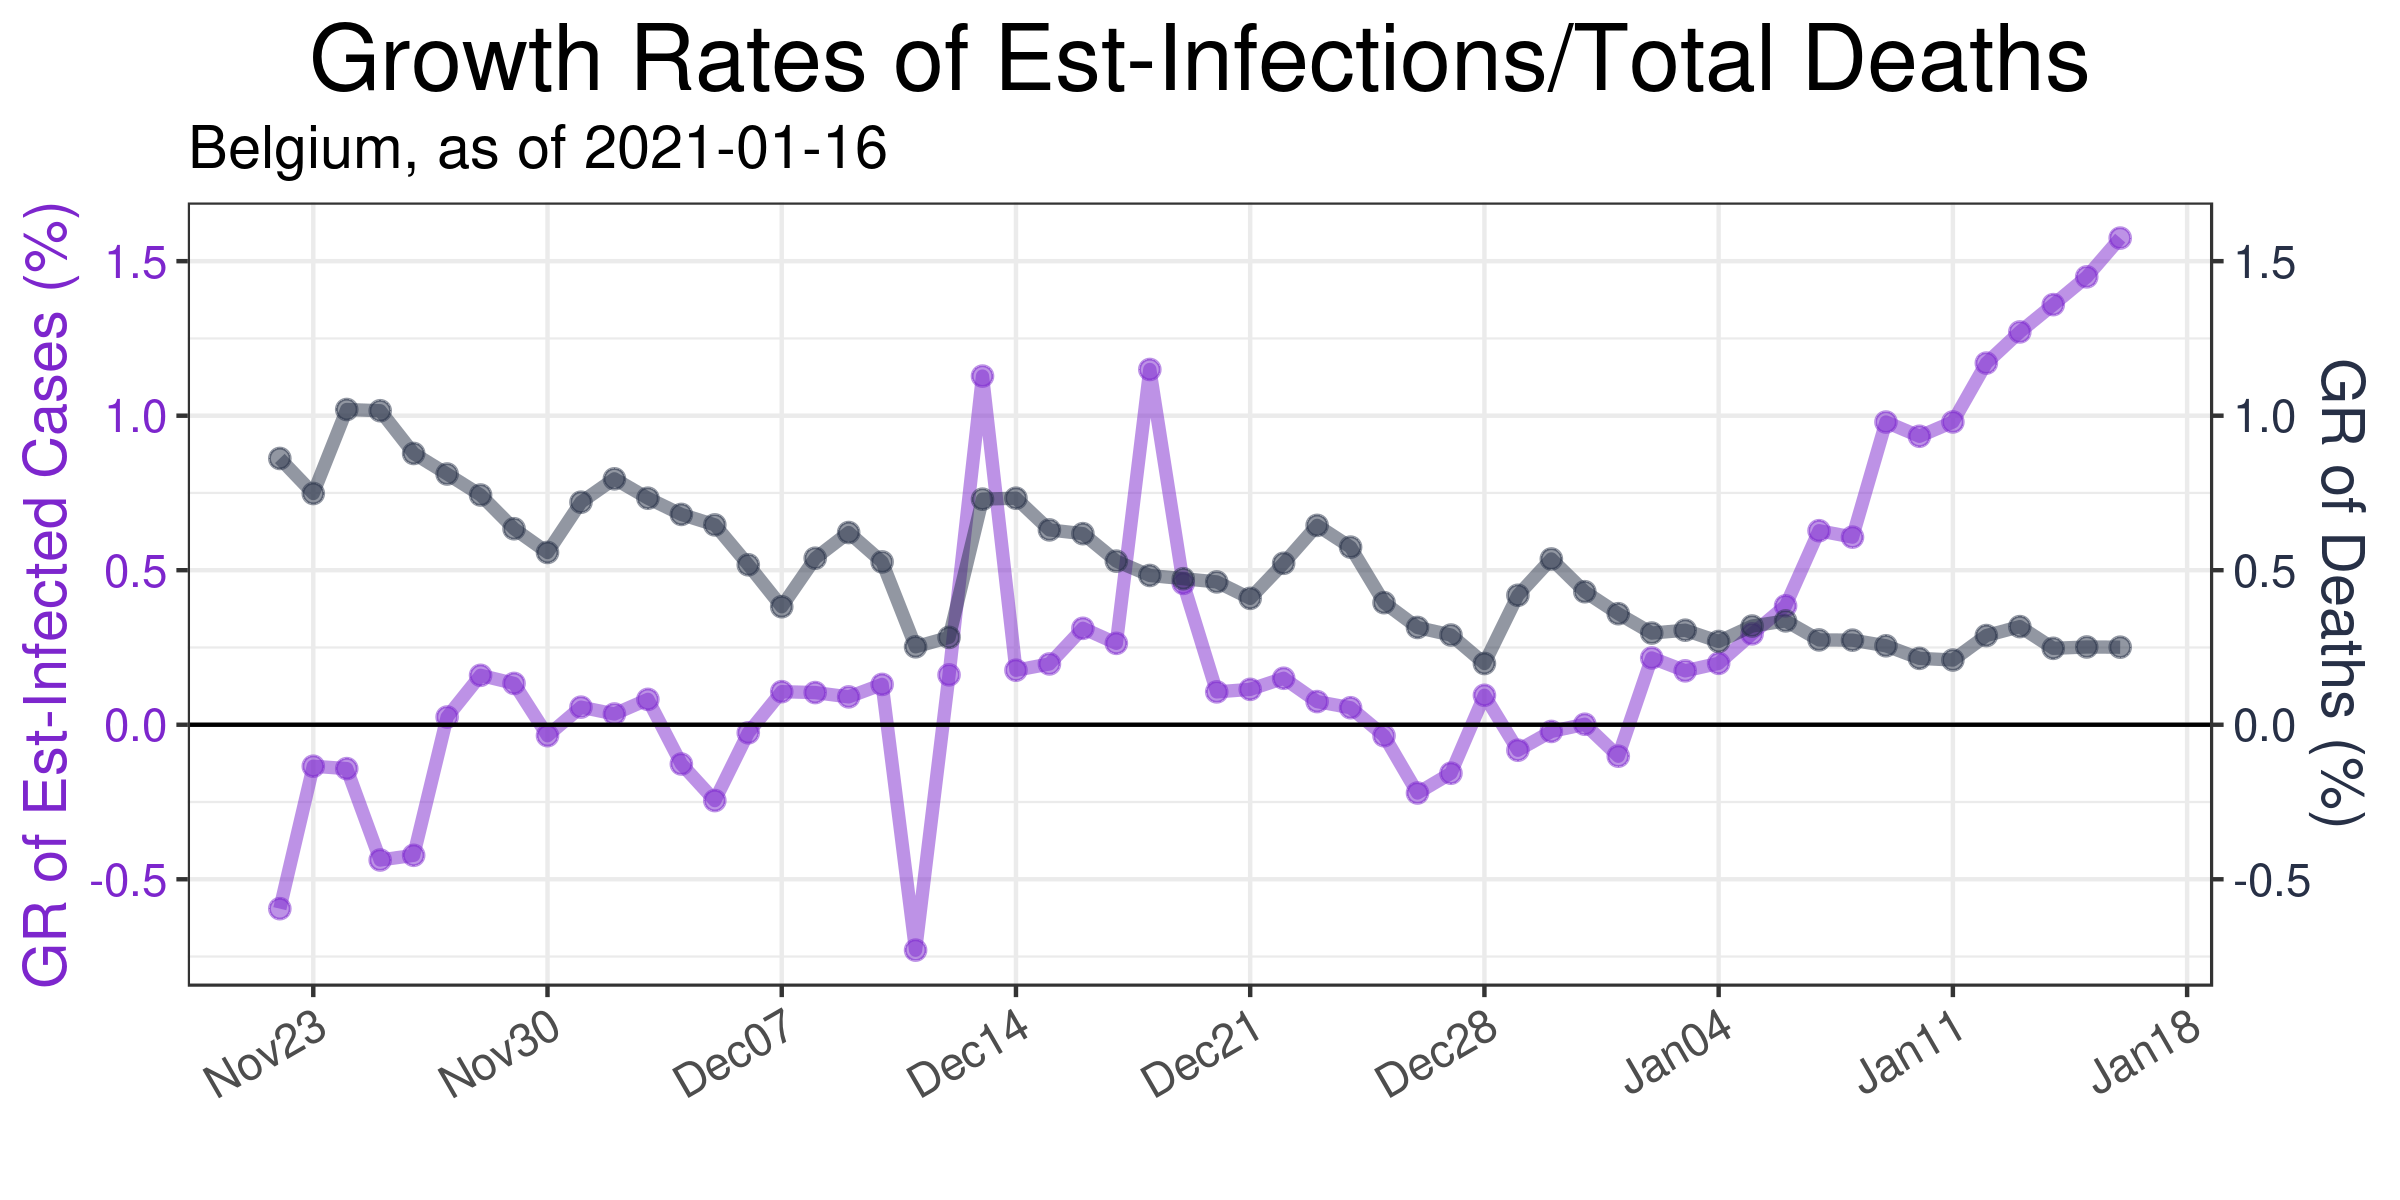 Growth Rates of Est-Infections/Total Deaths
Belgium, as of 2021-01-16
GR of Est-Infected Cases (%)
1.5
1.0
0.5
0.0
-0.5
1.5
1.0
0.5
0.0
-0.5
GR of Deaths (%)
Nov23
Nov30
Dec07
Dec14
Dec21
Dec28
Jan04
Jan11
Jan18